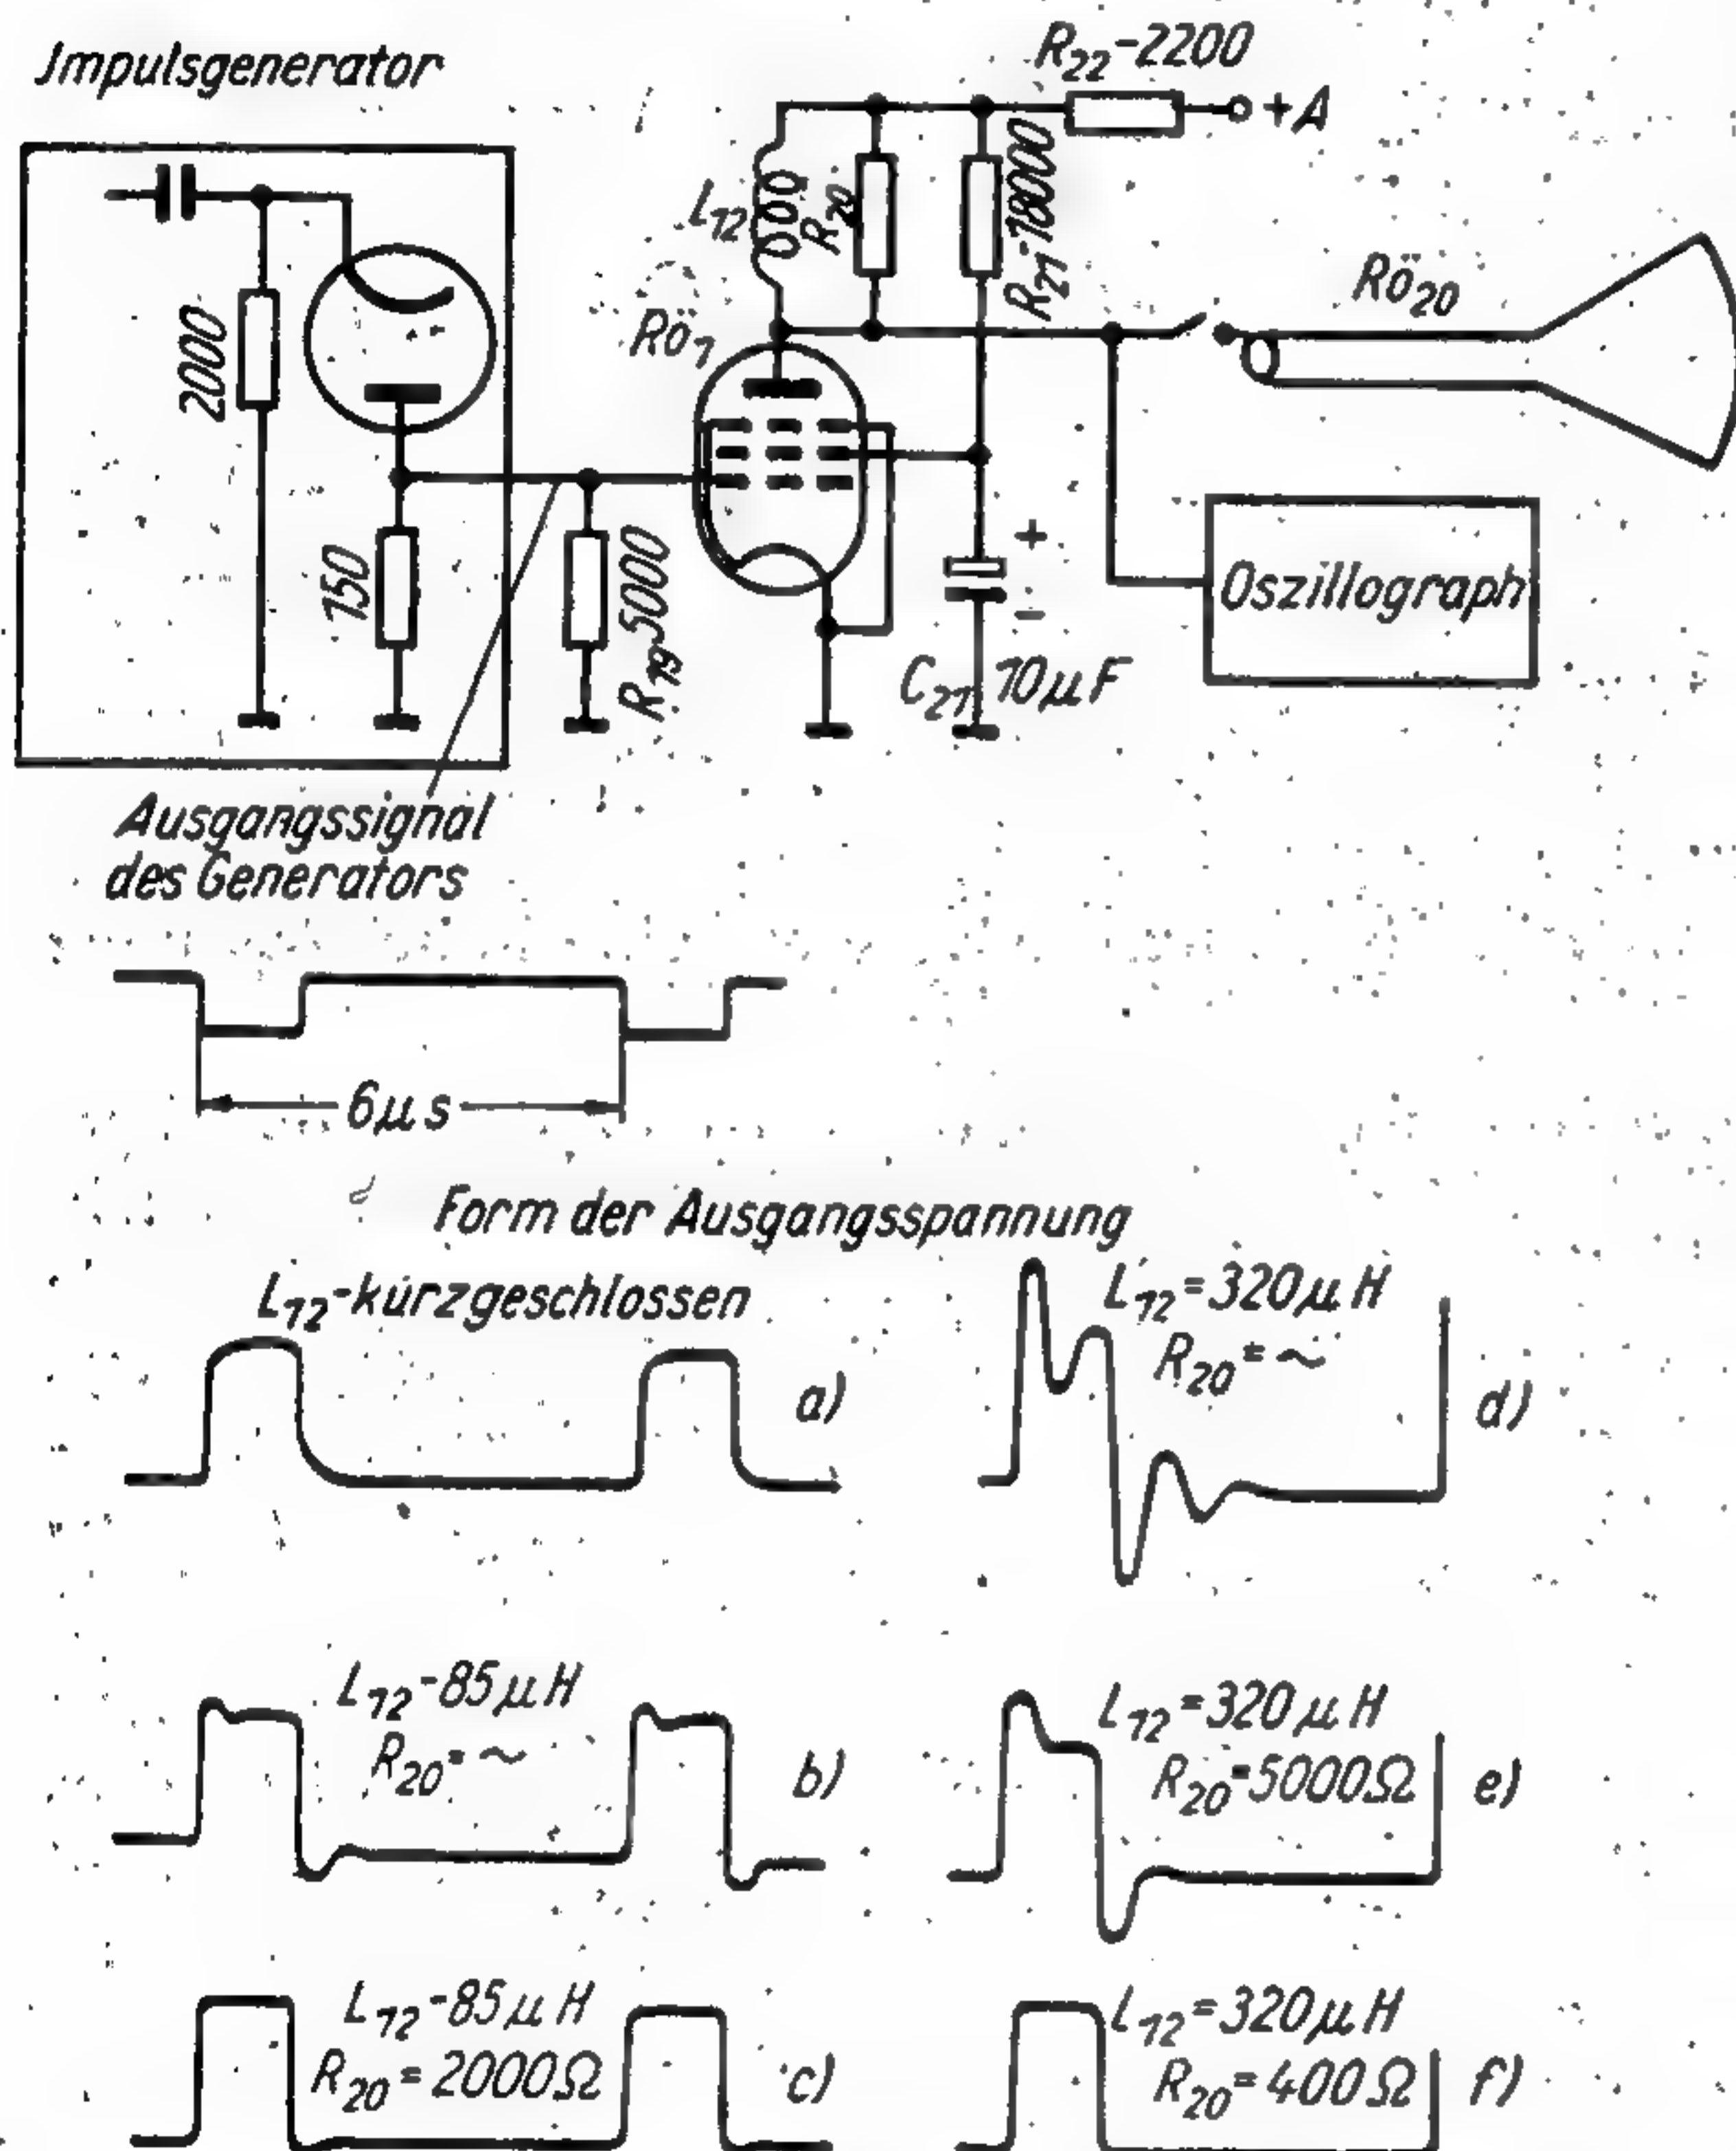 Impulsgenerator
R22-2200
+A
2000
150
L12
R20
R21-18000
Rö1
Rö20
R19 5000
+
-
C21 10µF
Oszillograph
Ausgangssignal
des Generators
6µs
Form der Ausgangsspannung
L12-kurzgeschlossen
a)
L12=320µH
R20=~
d)
L12-85µH
R20=~
b)
L12=320µH
R20=5000Ω
e)
L12-85µH
R20=2000Ω
c)
L12=320µH
R20=400Ω
f)